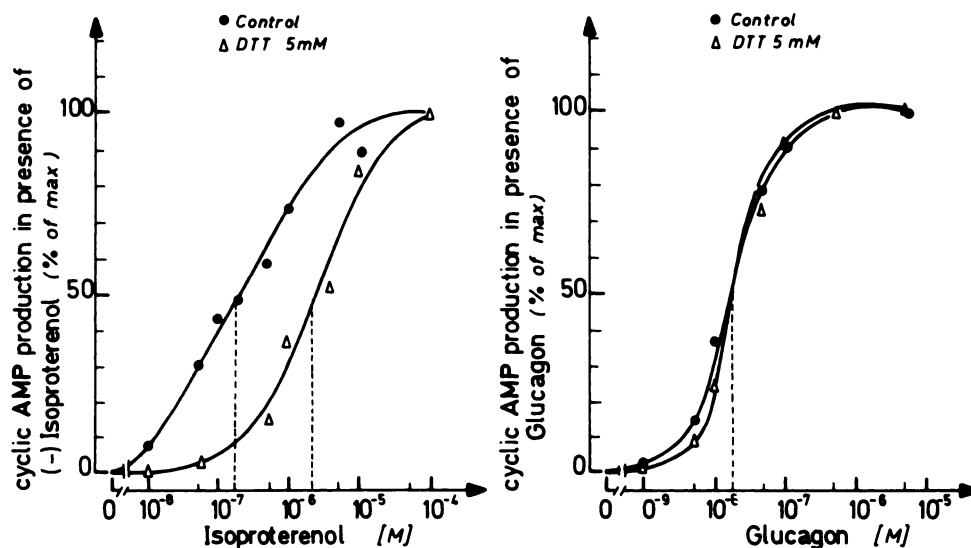 ● Control
△ DTT 5mM
cyclic AMP production in presence of
(-) Isoproterenol (% of max)
100
50
0
0 10⁻⁸ 10⁻⁷ 10⁻⁶ 10⁻⁵ 10⁻⁴
Isoproterenol [M]
● Control
△ DTT 5 mM
cyclic AMP production in presence of
Glucagon (% of max)
100
50
0
0 10⁻⁹ 10⁻⁸ 10⁻⁷ 10⁻⁶ 10⁻⁵
Glucagon [M]